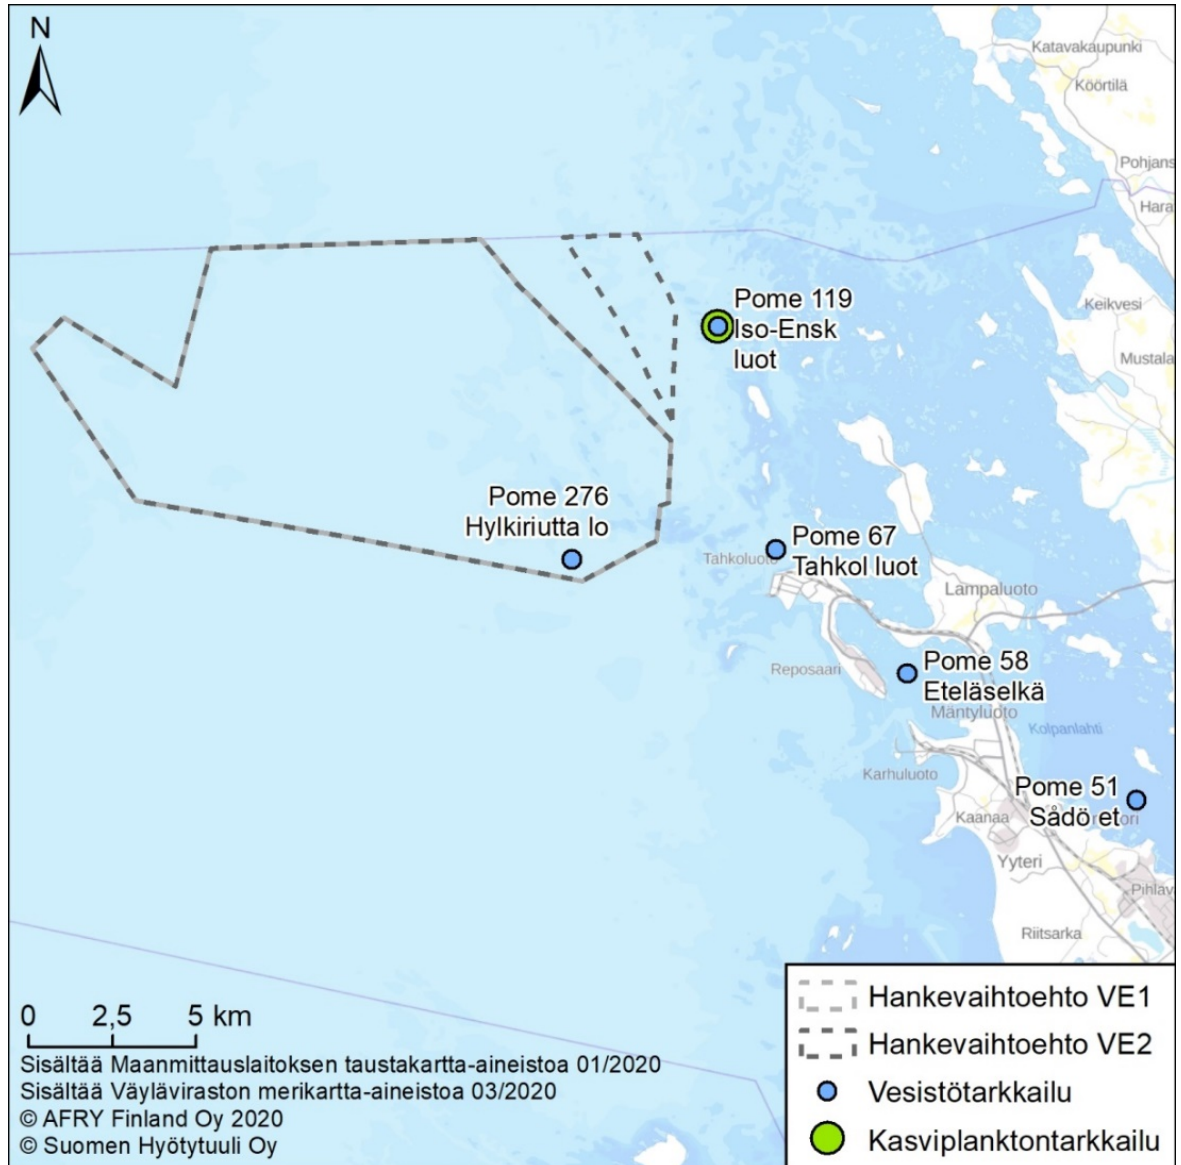 N
Katavakaupunki
Köörtilä
Pohjans
Hara
Keikvesi
Mustala
Pome 119
Iso-Ensk
luot
Pome 276
Hylkiriutta lo
Pome 67
Tahkol luot
Tahkoluoto
Lampaluoto
Reposaari
Pome 58
Eteläselkä
Mäntyluoto
Kolpanlahti
Karhuluoto
Pome 51
Sådö et
ori
Kaanaa
Yyteri
Pihlav
Riitsarka
0 2,5 5 km
Sisältää Maanmittauslaitoksen taustakartta-aineistoa 01/2020
Sisältää Väyläviraston merikartta-aineistoa 03/2020
© AFRY Finland Oy 2020
© Suomen Hyötytuuli Oy
Hankevaihtoehto VE1
Hankevaihtoehto VE2
Vesistötarkkailu
Kasviplanktontarkkailu